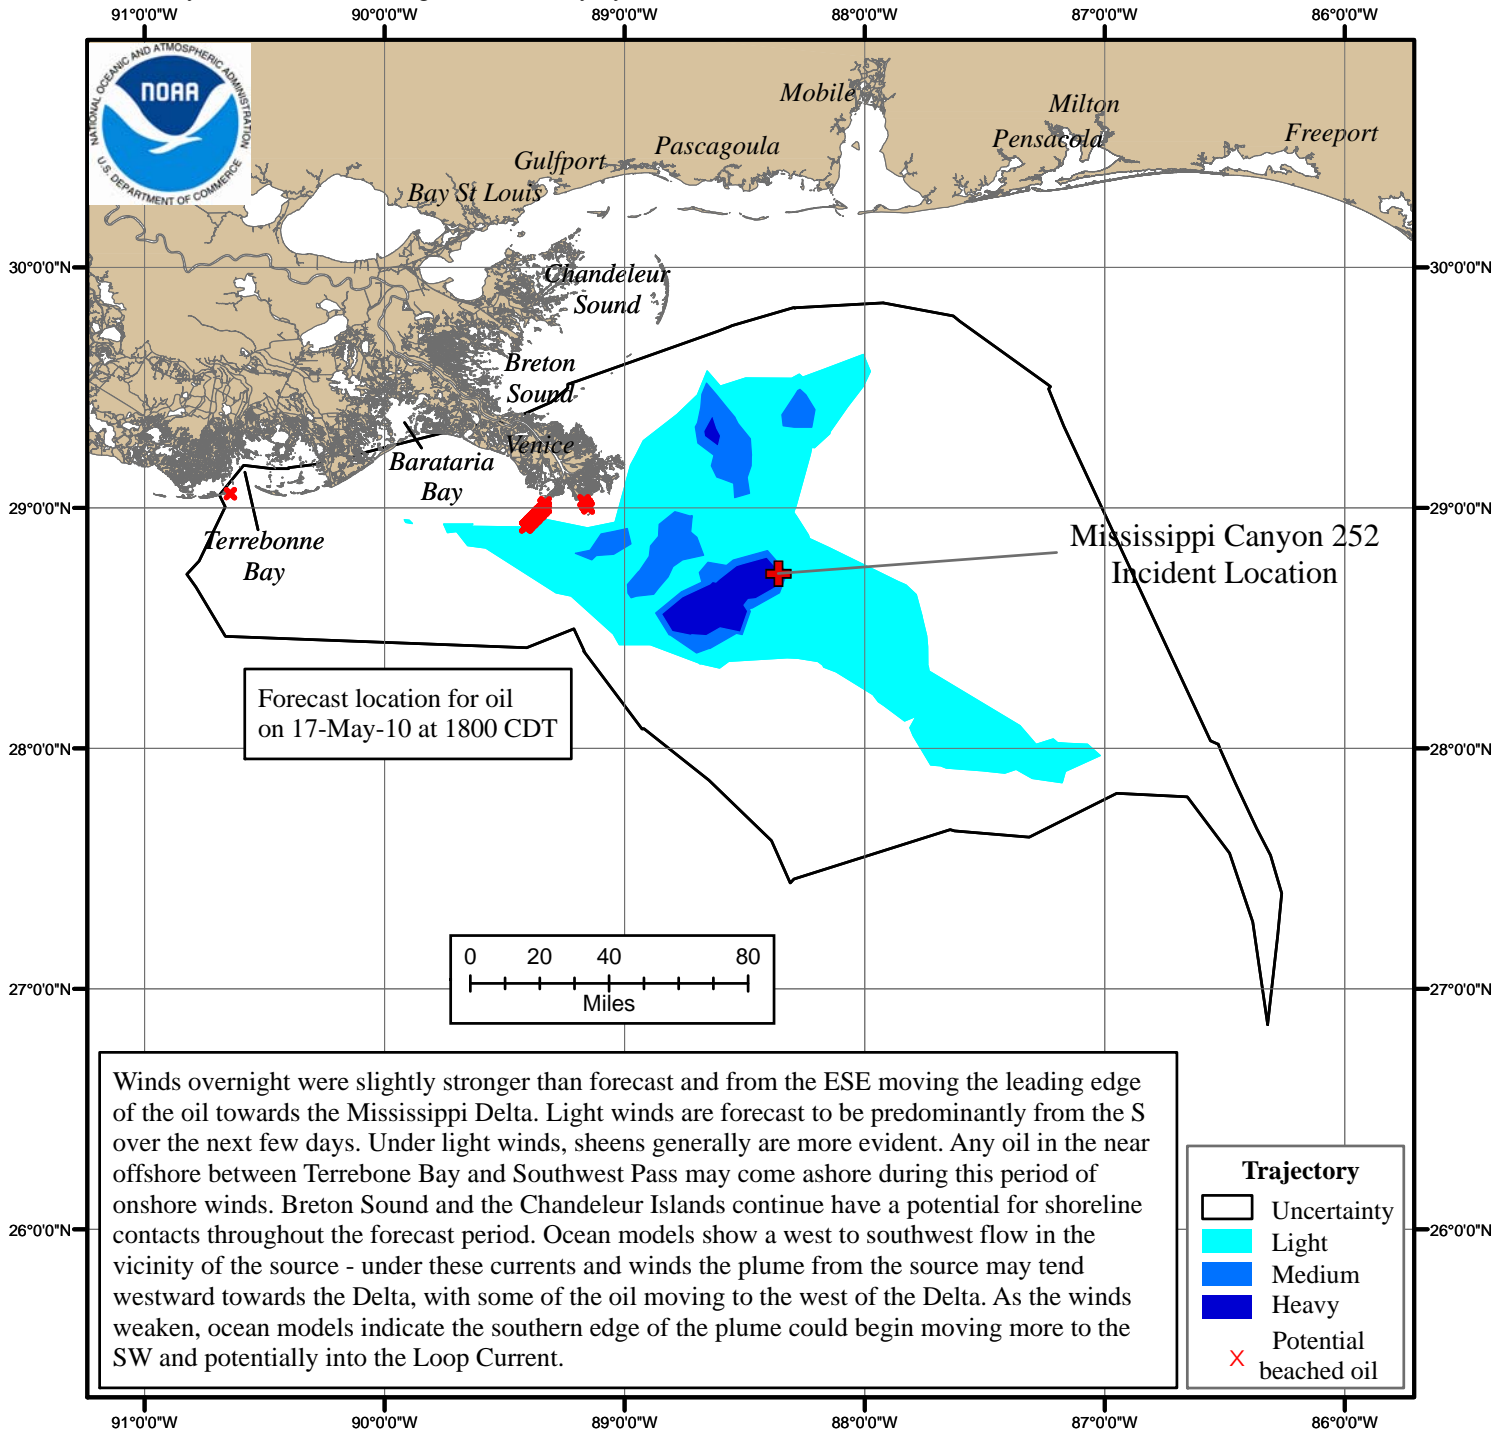 91°0'0"W 90°0'0"W 89°0'0"W 88°0'0"W 87°0'0"W 86°0'0"W
NATIONAL OCEANIC AND ATMOSPHERIC ADMINISTRATION
NOAA
U.S. DEPARTMENT OF COMMERCE
Mobile
Milton
Pensacola
Freeport
Pascagoula
Gulfport
Bay St Louis
30°0'0"N
30°0'0"N
Chandeleur
Sound
Breton
Sound
Venice
Barataria
Bay
29°0'0"N
29°0'0"N
Terrebonne
Bay
Mississippi Canyon 252
Incident Location
Forecast location for oil
on 17-May-10 at 1800 CDT
28°0'0"N
28°0'0"N
0 20 40 80
Miles
27°0'0"N
27°0'0"N
Winds overnight were slightly stronger than forecast and from the ESE moving the leading edge
of the oil towards the Mississippi Delta. Light winds are forecast to be predominantly from the S
over the next few days. Under light winds, sheens generally are more evident. Any oil in the near
offshore between Terrebone Bay and Southwest Pass may come ashore during this period of
onshore winds. Breton Sound and the Chandeleur Islands continue have a potential for shoreline
contacts throughout the forecast period. Ocean models show a west to southwest flow in the
vicinity of the source - under these currents and winds the plume from the source may tend
westward towards the Delta, with some of the oil moving to the west of the Delta. As the winds
weaken, ocean models indicate the southern edge of the plume could begin moving more to the
SW and potentially into the Loop Current.
26°0'0"N
26°0'0"N
Trajectory
Uncertainty
Light
Medium
Heavy
X Potential
beached oil
91°0'0"W 90°0'0"W 89°0'0"W 88°0'0"W 87°0'0"W 86°0'0"W